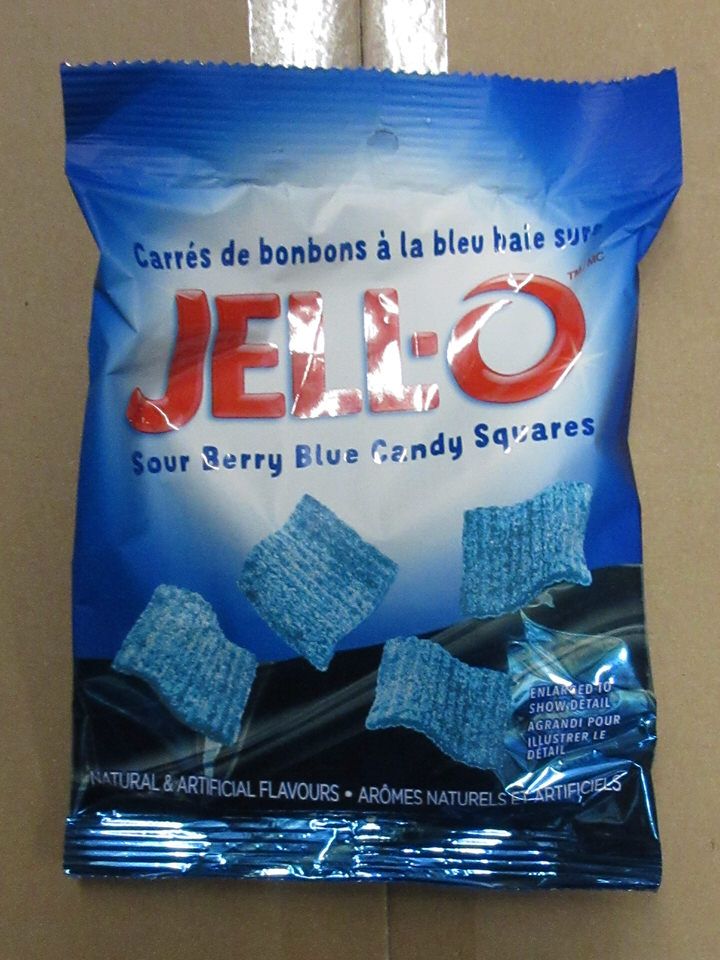 Carrés de bonbons à la bleu baie sure
JELL-O
TM/MC
Sour Berry Blue Candy Squares
ENLARGED TO
SHOW DETAIL
AGRANDI POUR
ILLUSTRER LE
DÉTAIL
NATURAL & ARTIFICIAL FLAVOURS • ARÔMES NATURELS ET ARTIFICIELS